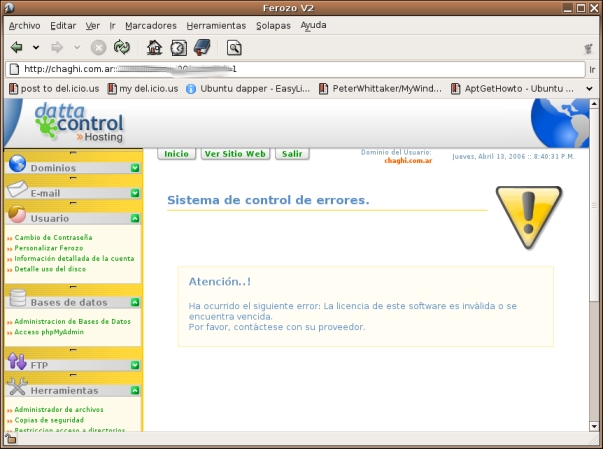 Ferozo V2
Archivo Editar Ver Ir Marcadores Herramientas Solapas Ayuda
http://chaghi.com.ar: 1 Ir
post to del.icio.us my del.icio.us Ubuntu dapper - EasyLi... PeterWhittaker/MyWind... AptGetHowto - Ubuntu ...
datta
control
»Hosting
Inicio Ver Sitio Web Salir
Dominio del Usuario:
chaghi.com.ar
Jueves, Abril 13, 2006 :: 8:40:31 P.M.
Dominios
E-mail
Usuario
»» Cambio de Contraseña
»» Personalizar Ferozo
»» Información detallada de la cuenta
»» Detalle uso del disco
Bases de datos
»» Administracion de Bases de Datos
»» Acceso phpMyAdmin
FTP
Herramientas
»» Administrador de archivos
»» Copias de seguridad
»» Restriccion acceso a directorios
Sistema de control de errores.
Atención..!
Ha ocurrido el siguiente error: La licencia de este software es invàlida o se
encuentra vencida.
Por favor, contàctese con su proveedor.